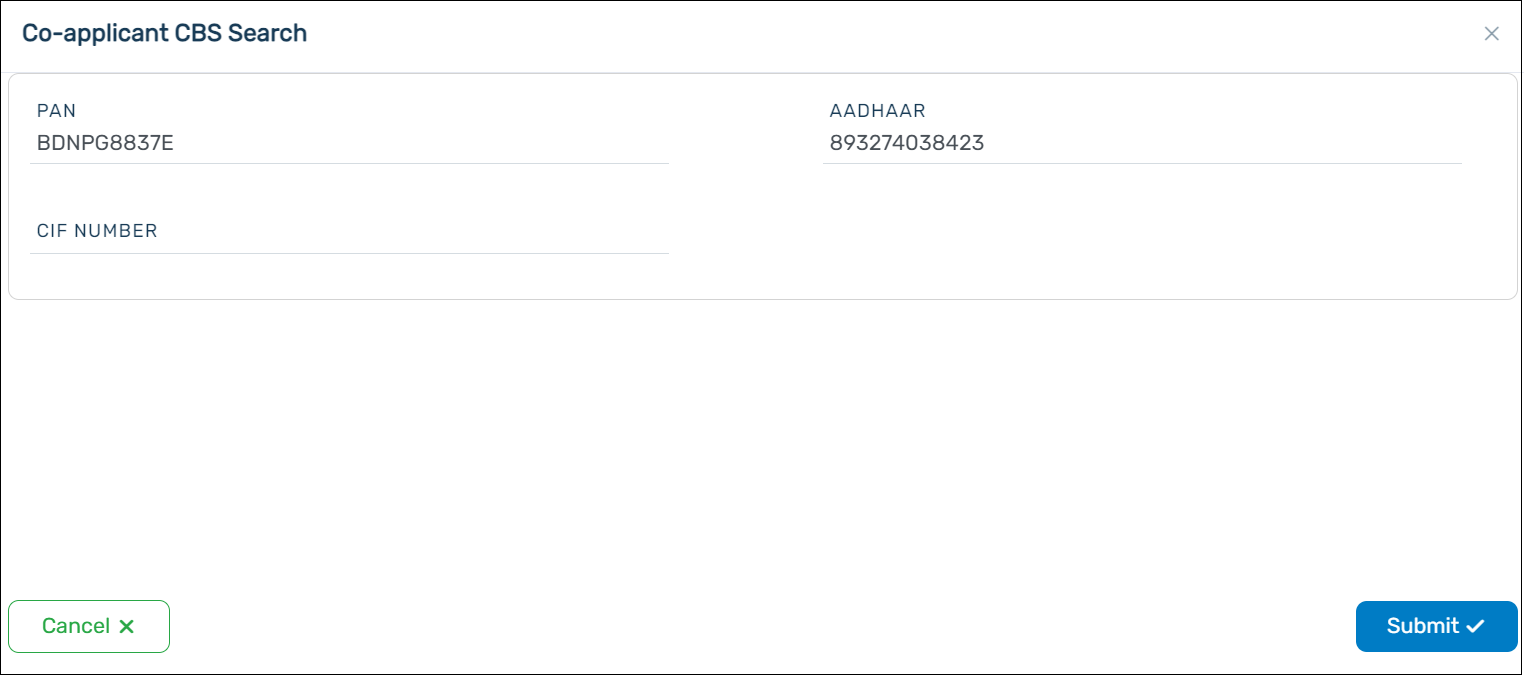 Co-applicant CBS Search
PAN
BDNPG8837E
AADHAAR
893274038423
CIF NUMBER
Cancel
Submit